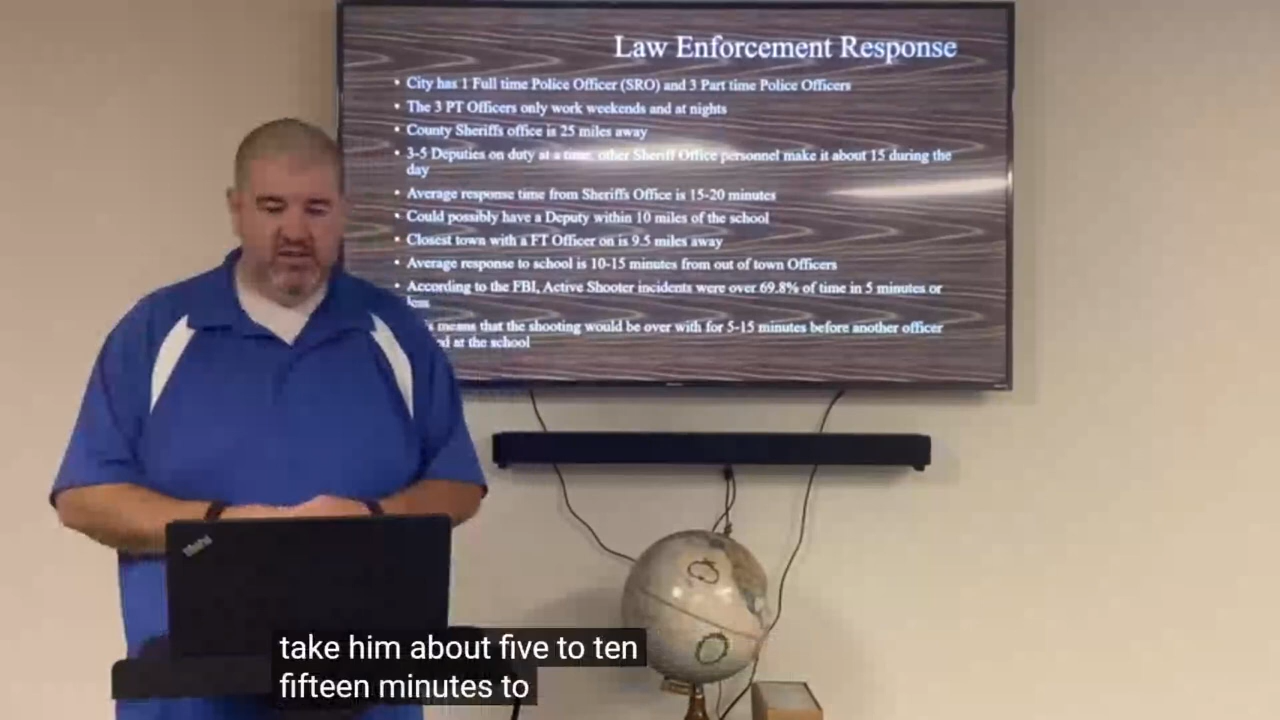 Law Enforcement Response
• City has 1 Full time Police Officer (SRO) and 3 Part time Police Officers
• The 3 PT Officers only work weekends and at nights
• County Sheriffs office is 25 miles away
• 3-5 Deputies on duty at a time, other Sheriff Office personnel make it about 15 during the
day
• Average response time from Sheriffs Office is 15-20 minutes
• Could possibly have a Deputy within 10 miles of the school
• Closest town with a FT Officer on is 9.5 miles away
• Average response to school is 10-15 minutes from out of town Officers
• According to the FBI, Active Shooter incidents were over 69.8% of time in 5 minutes or
less
means that the shooting would be over with for 5-15 minutes before another officer
at the school
take him about five to ten
fifteen minutes to